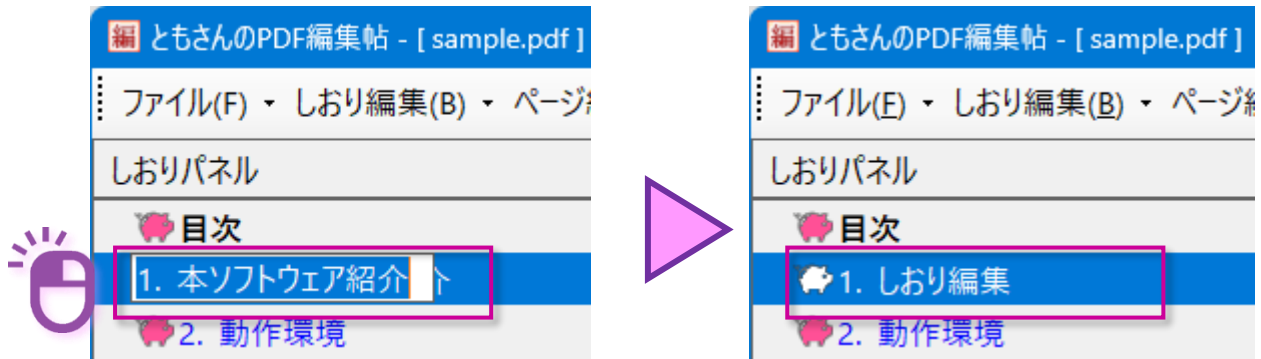 編 ともさんのPDF編集帖 - [ sample.pdf ]
ファイル(F) しおり編集(B) ページ
しおりパネル
目次
1. 本ソフトウェア紹介
2. 動作環境
編 ともさんのPDF編集帖 - [ sample.pdf ]
ファイル(F) しおり編集(B) ページ
しおりパネル
目次
1. しおり編集
2. 動作環境